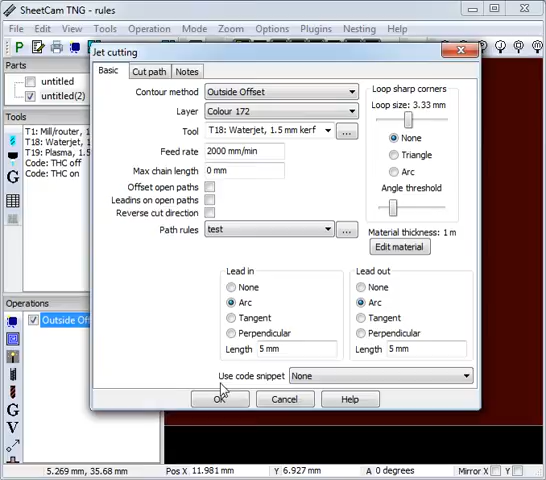 SheetCam TNG - rules
File Edit View Tools Options Path rules Mode Zoom Options Plugins Nesting Help
Parts
untitled
untitled(2)
Tools
T1: Mill/router,
T18: Waterjet,
T19: Plasma, 1.5
Code: THC off
Code: THC on
Operations
Outside Off
Jet cutting
Basic Cut path Notes
Contour method Outside Offset
Layer Colour 172
Tool T18: Waterjet, 1.5 mm kerf ...
Feed rate 2000 mm/min
Max chain length 0 mm
Offset open paths
Leadins on open paths
Reverse cut direction
Path rules test ...
Loop sharp corners
Loop size: 3.33 mm
None
Triangle
Arc
Angle threshold
Material thickness: 1 m
Edit material
Lead in
None
Arc
Tangent
Perpendicular
Length 5 mm
Lead out
None
Arc
Tangent
Perpendicular
Length 5 mm
Use code snippet None
OK Cancel Help
5.269 mm, 35.68 mm Pos X 11.981 mm Y 6.927 mm A 0 degrees Mirror X Y